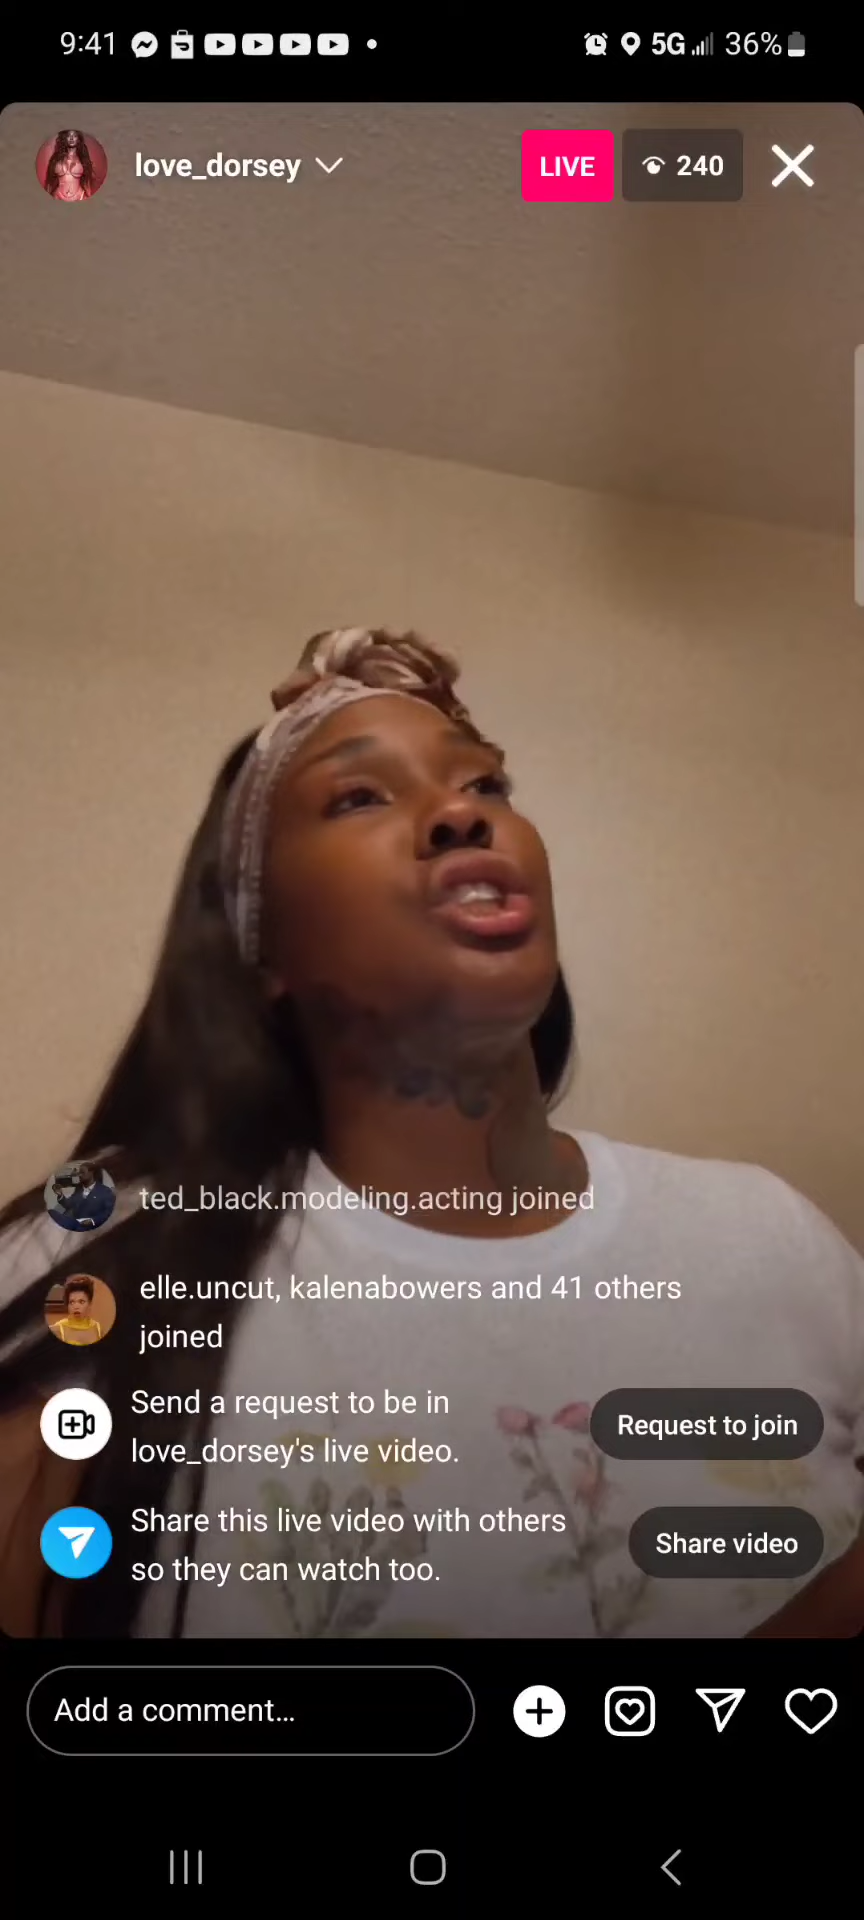 9:41
5G 36%
love_dorsey
LIVE
240
ted_black.modeling.acting joined
elle.uncut, kalenabowers and 41 others
joined
Send a request to be in
love_dorsey's live video.
Request to join
Share this live video with others
so they can watch too.
Share video
Add a comment...